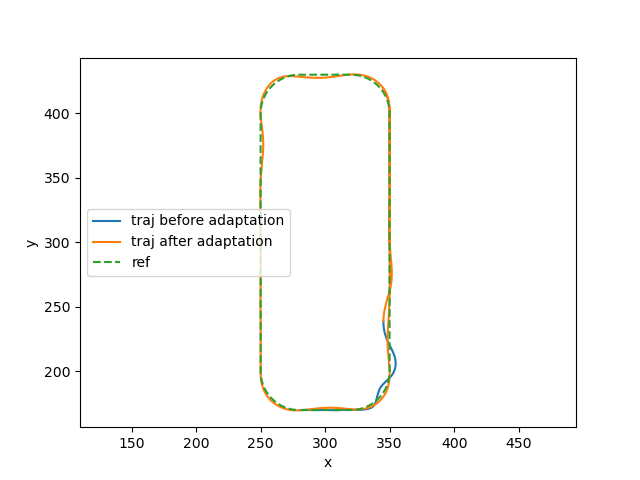 400
350
300
250
200
y
traj before adaptation
traj after adaptation
ref
150 200 250 300 350 400 450
x